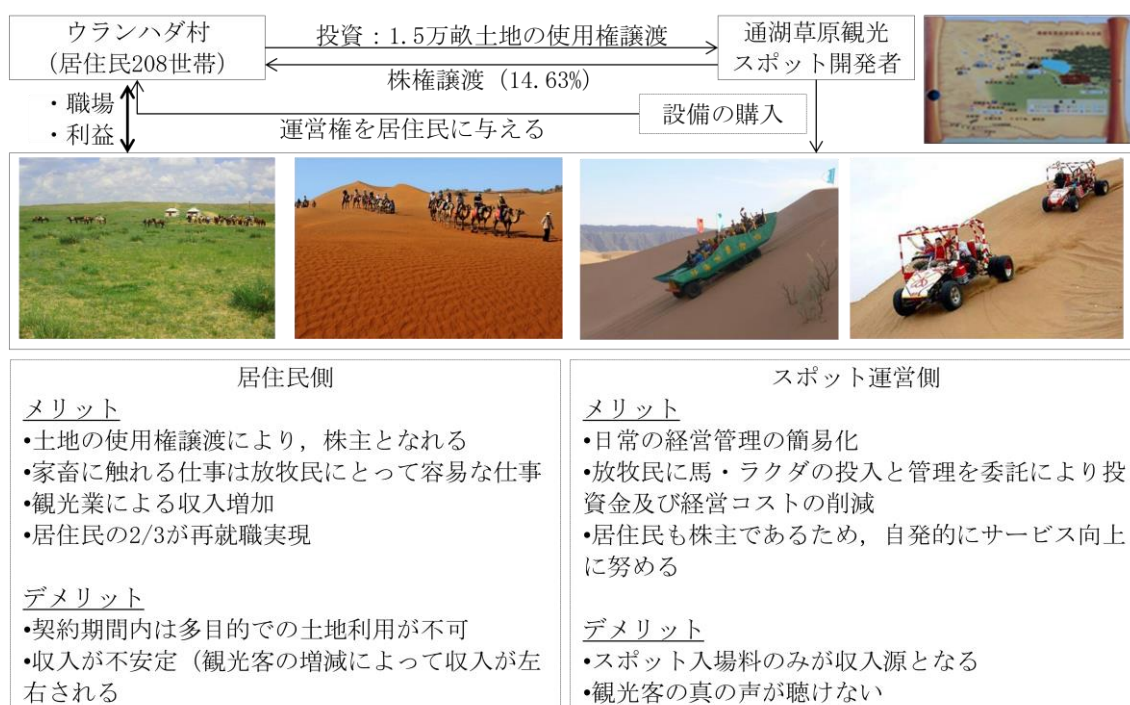 ウランハダ村
(居住民208世帯)
投資：1.5万畝土地の使用権譲渡
株権譲渡 (14.63%)
通湖草原観光
スポット開発者
・職場
・利益
運営権を居住民に与える
設備の購入
居住民側
メリット
•土地の使用権譲渡により，株主となれる
•家畜に触れる仕事は放牧民にとって容易な仕事
•観光業による収入増加
•居住民の2/3が再就職実現
デメリット
•契約期間内は多目的での土地利用が不可
•収入が不安定（観光客の増減によって収入が左
右される
スポット運営側
メリット
•日常の経営管理の簡易化
•放牧民に馬・ラクダの投入と管理を委託により投
資金及び経営コストの削減
•居住民も株主であるため，自発的にサービス向上
に努める
デメリット
•スポット入場料のみが収入源となる
•観光客の真の声が聴けない